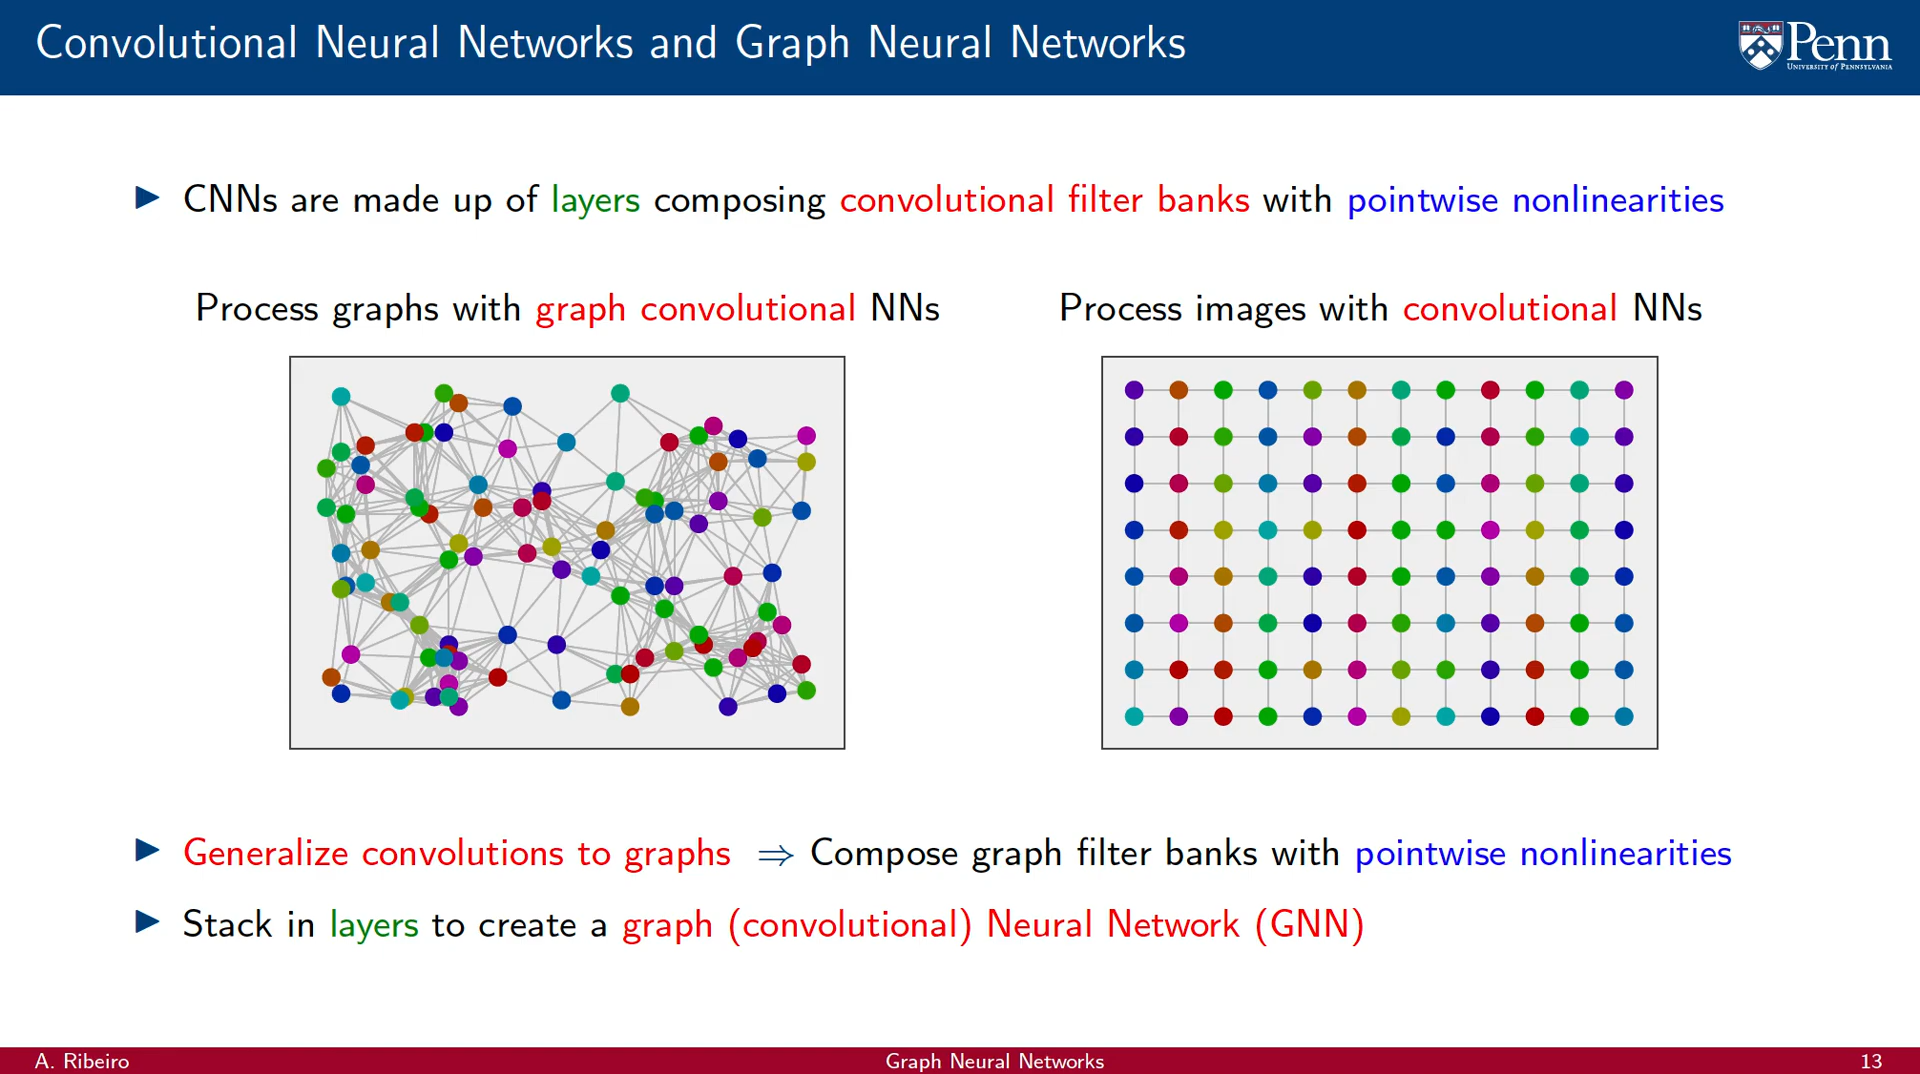 Convolutional Neural Networks and Graph Neural Networks
Penn
University of Pennsylvania
CNNs are made up of layers composing convolutional filter banks with pointwise nonlinearities
Process graphs with graph convolutional NNs
Process images with convolutional NNs
Generalize convolutions to graphs ⇒ Compose graph filter banks with pointwise nonlinearities
Stack in layers to create a graph (convolutional) Neural Network (GNN)
A. Ribeiro
Graph Neural Networks
13